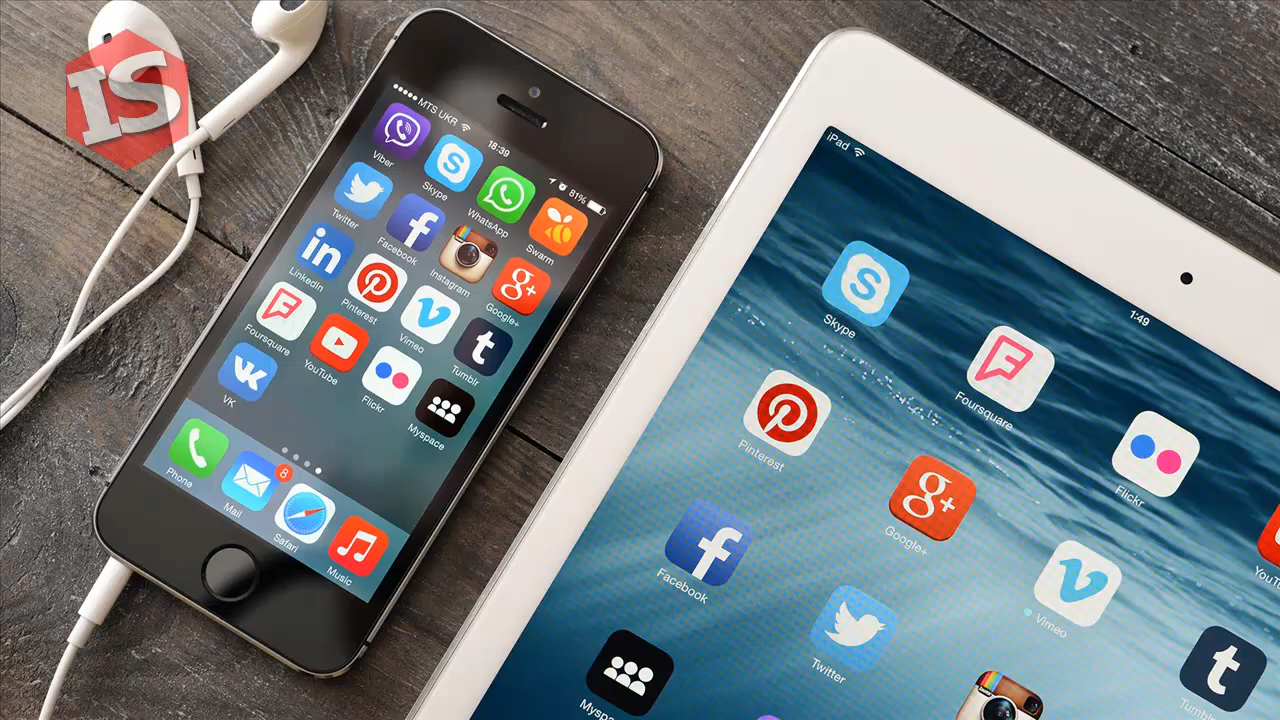 IS
MTS UKR
18:39
81%
Viber
Skype
WhatsApp
Swarm
Twitter
Facebook
Instagram
Google+
LinkedIn
Pinterest
Vimeo
Tumblr
Foursquare
YouTube
Flickr
Myspace
VK
8
Phone
Mail
Safari
Music
iPad
1:49
Skype
Foursquare
Flickr
Pinterest
Google+
Vimeo
Facebook
Twitter
Tumblr